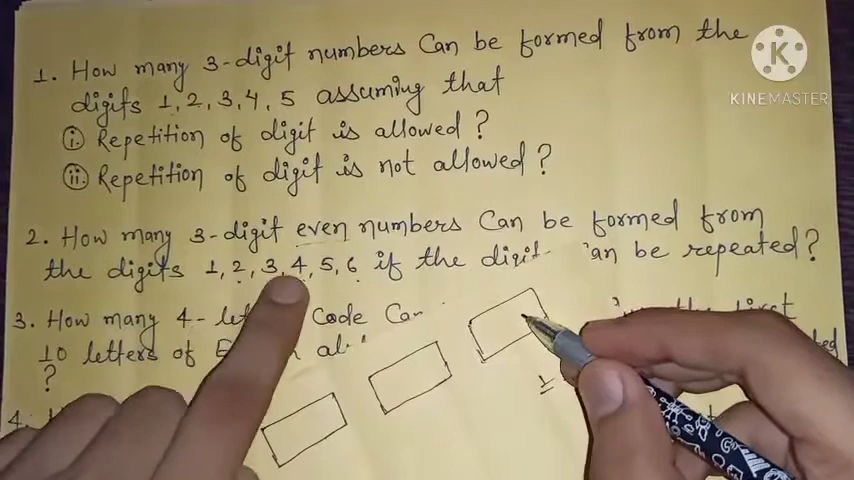 1. How many 3-digit numbers Can be formed from the
digits 1, 2, 3, 4, 5 assuming that
i. Repetition of digit is allowed ?
ii. Repetition of digit is not allowed ?
2. How many 3-digit even numbers Can be formed from
the digits 1, 2, 3, 4, 5, 6 if the digit be repeated ?
3. How many 4- Code first
10 letters of
?
4.
K
KINEMASTER